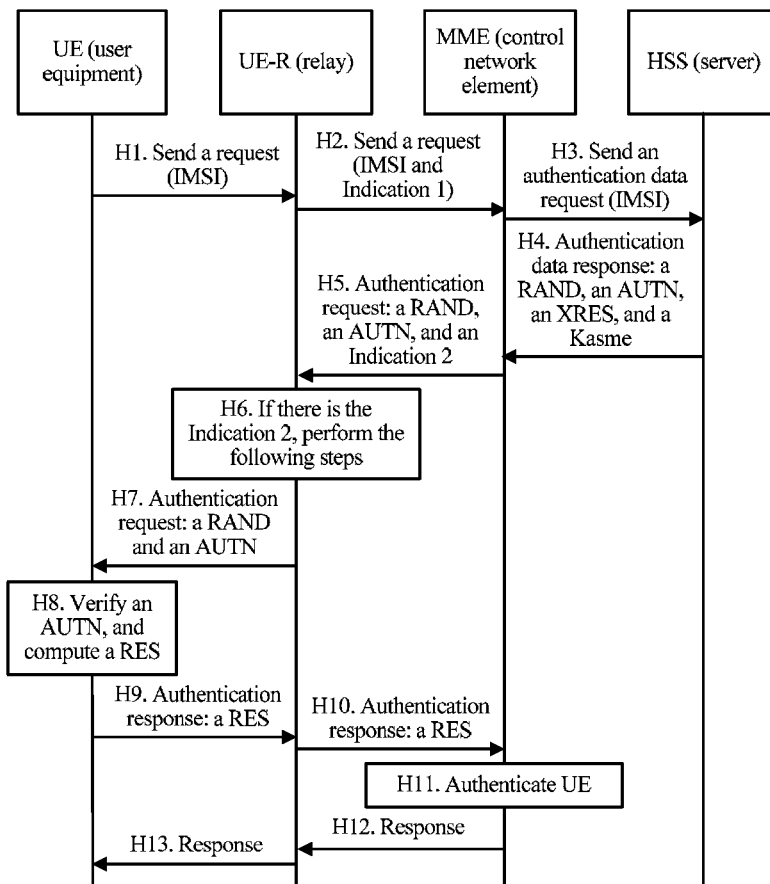 UE (user
equipment)
UE-R (relay)
MME (control
network
element)
HSS (server)
H1. Send a request
(IMSI)
H2. Send a request
(IMSI and
Indication 1)
H3. Send an
authentication data
request (IMSI)
H4. Authentication
data response: a
RAND, an AUTN,
an XRES, and a
Kasme
H5. Authentication
request: a RAND,
an AUTN, and an
Indication 2
H6. If there is the
Indication 2, perform the
following steps
H7. Authentication
request: a RAND
and an AUTN
H8. Verify an
AUTN, and
compute a RES
H9. Authentication
response: a RES
H10. Authentication
response: a RES
H11. Authenticate UE
H12. Response
H13. Response